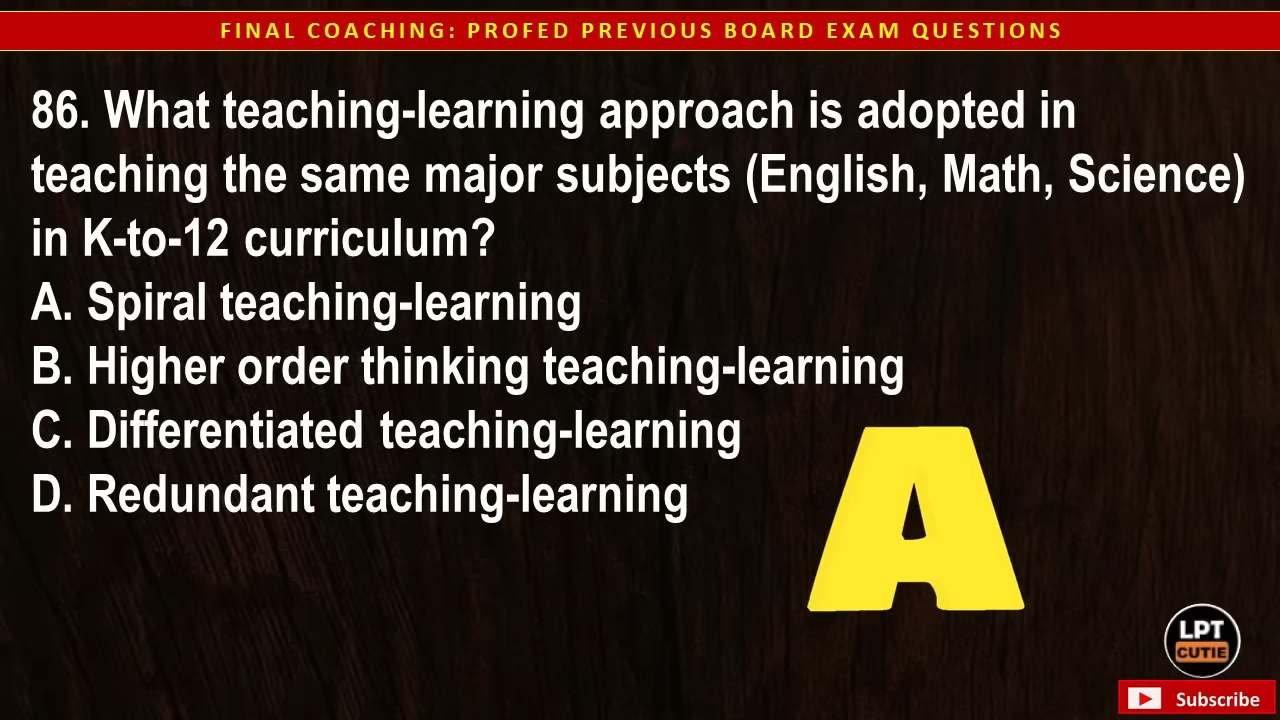 FINAL COACHING: PROFED PREVIOUS BOARD EXAM QUESTIONS
86. What teaching-learning approach is adopted in
teaching the same major subjects (English, Math, Science)
in K-to-12 curriculum?
A. Spiral teaching-learning
B. Higher order thinking teaching-learning
C. Differentiated teaching-learning
D. Redundant teaching-learning
A
LPT
CUTIE
Subscribe